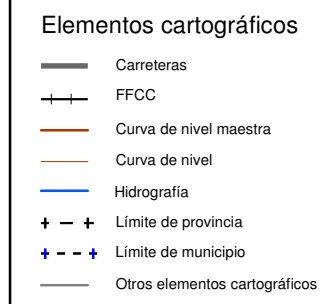 Elementos cartográficos
Carreteras
FFCC
Curva de nivel maestra
Curva de nivel
Hidrografía
Límite de provincia
Límite de municipio
Otros elementos cartográficos